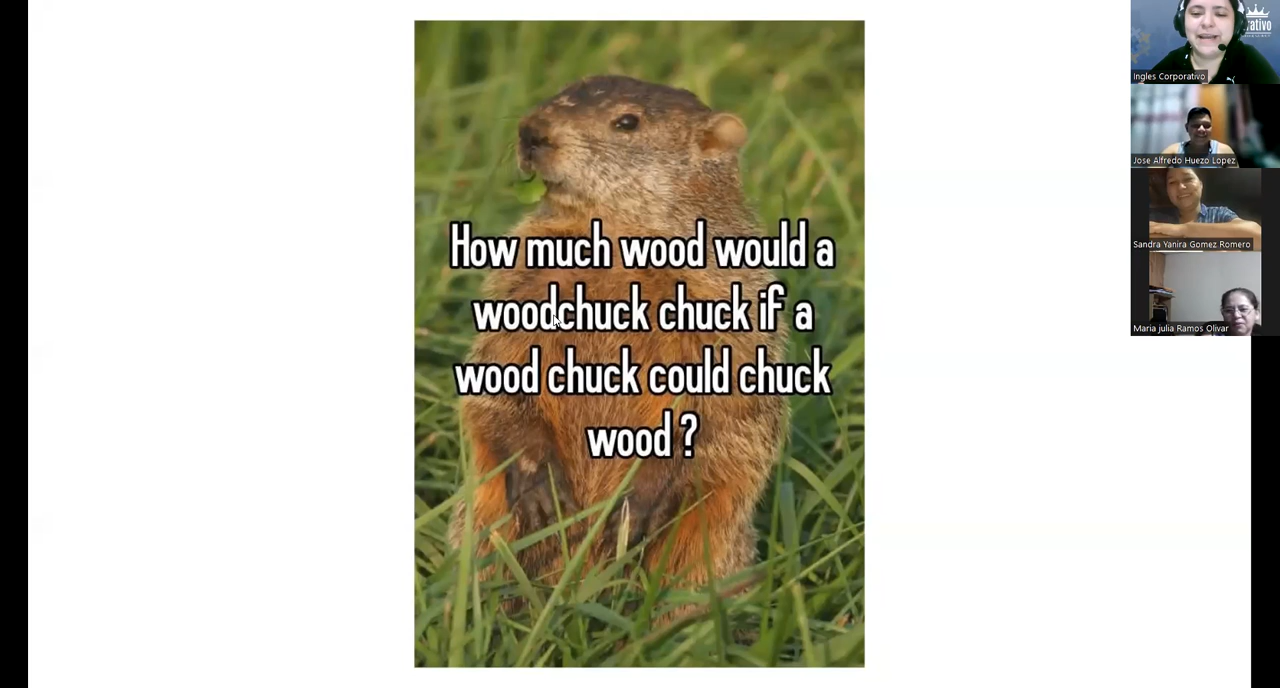 How much wood would a
woodchuck chuck if a
wood chuck could chuck
wood ?
rativo
Ingles Corporativo
Jose Alfredo Huezo Lopez
Sandra Yanira Gomez Romero
Maria julia Ramos Olivar